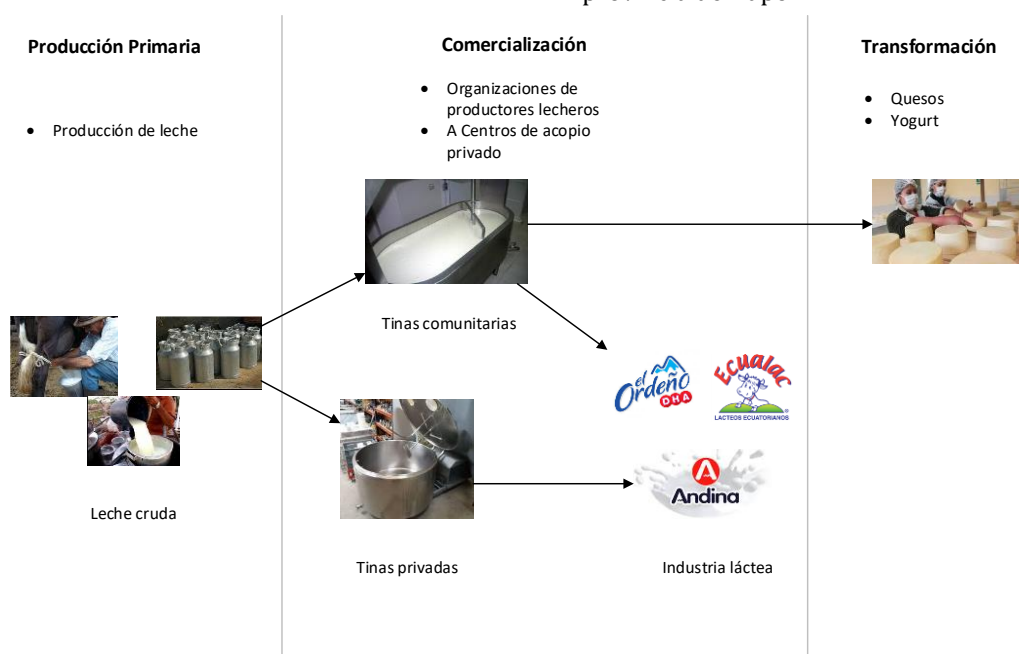 Producción Primaria
Comercialización
Transformación
• Producción de leche
• Organizaciones de
productores lecheros
• A Centros de acopio
privado
• Quesos
• Yogurt
Tinas comunitarias
el
Ordeño
DHA
Ecualac
LACTEOS ECUATORIANOS
®
A
Andina
Leche cruda
Tinas privadas
Industria láctea